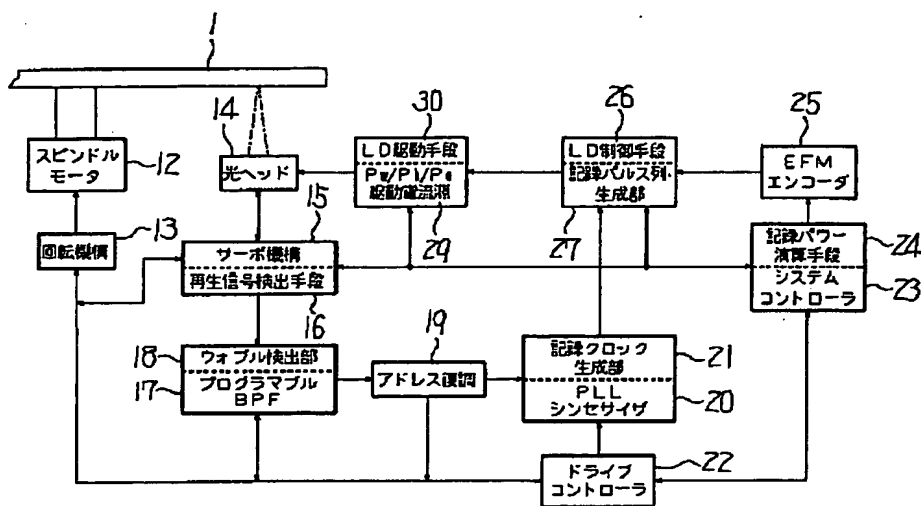 1
14
30
26
25
スピンドル
モータ
12
光ヘッド
LD駆動手段
Pw/Pl/Pe
駆動電流源
29
LD制御手段
記録パルス列
生成部
27
EFM
エンコーダ
13
回転機構
15
サーボ機構
再生信号検出手段
16
記録パワー
演算手段
24
システム
コントローラ
23
18
ウォブル検出部
17
プログラマブル
BPF
19
アドレス復調
記録クロック
生成部
21
PLL
シンセサイザ
20
ドライブ
コントローラ
22